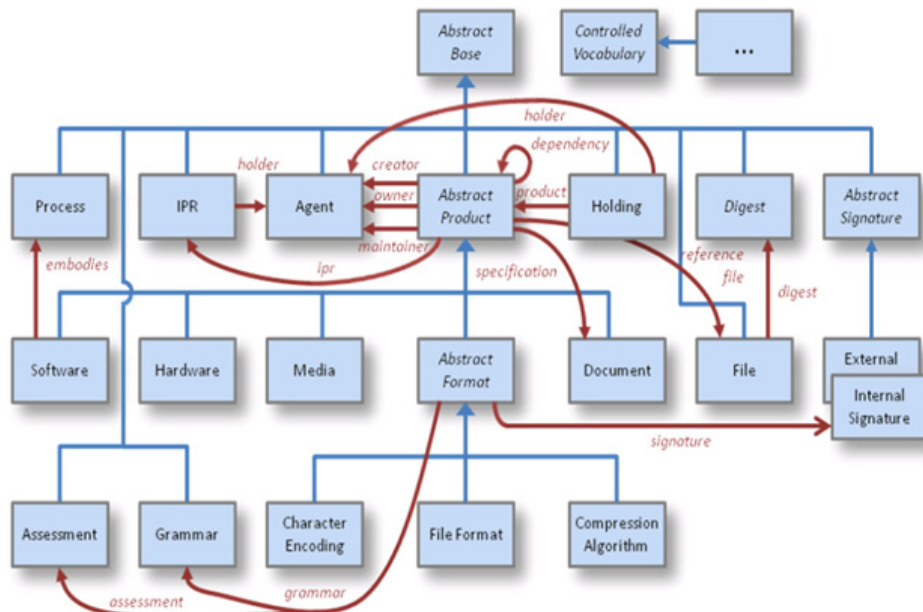 Abstract
Base
Controlled
Vocabulary
...
holder
dependency
holder
creator
owner
maintainer
product
Process
IPR
Agent
Abstract
Product
Holding
Digest
Abstract
Signature
embodies
ipr
specification
reference
file
digest
Software
Hardware
Media
Abstract
Format
Document
File
External
Internal
Signature
signature
Assessment
Grammar
Character
Encoding
File Format
Compression
Algorithm
assessment
grammar